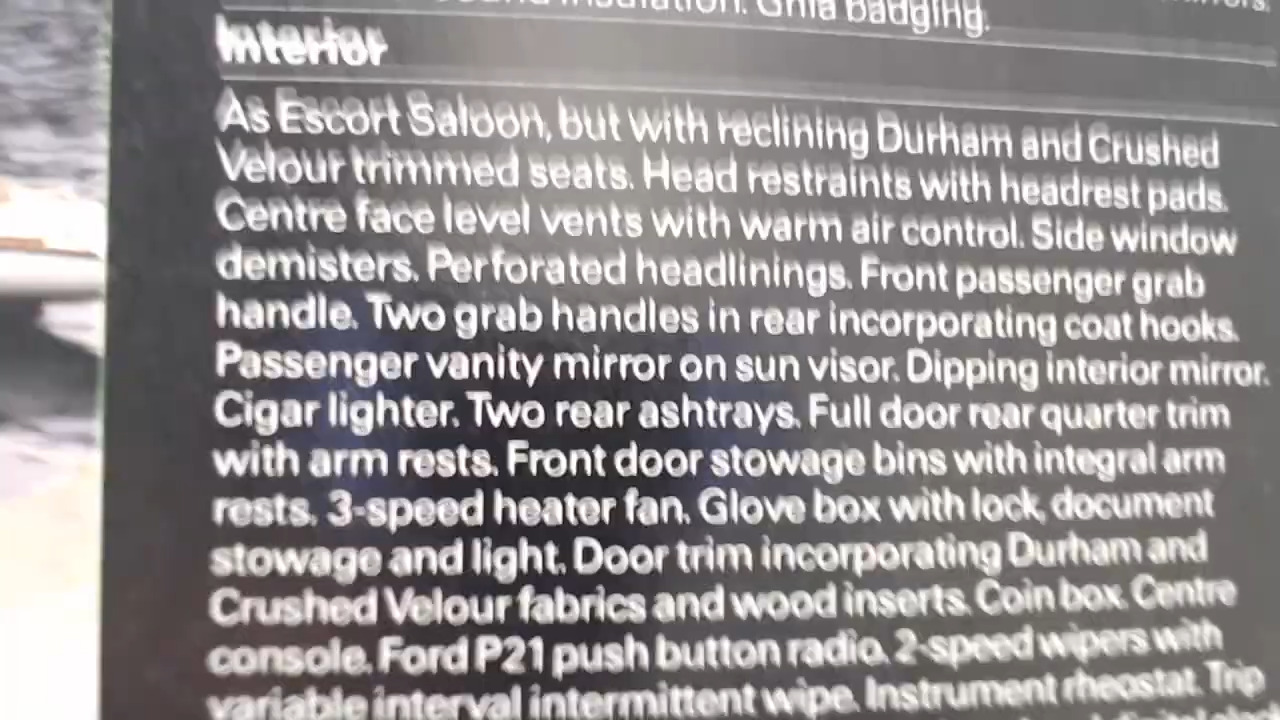 insulation. Ghia badging.
Interior
As Escort Saloon, but with reclining Durham and Crushed
Velour trimmed seats. Head restraints with headrest pads.
Centre face level vents with warm air control. Side window
demisters. Perforated headlinings. Front passenger grab
handle. Two grab handles in rear incorporating coat hooks.
Passenger vanity mirror on sun visor. Dipping interior mirror.
Cigar lighter. Two rear ashtrays. Full door rear quarter trim
with arm rests. Front door stowage bins with integral arm
rests. 3-speed heater fan. Glove box with lock, document
stowage and light. Door trim incorporating Durham and
Crushed Velour fabrics and wood inserts. Coin box. Centre
console. Ford P21 push button radio. 2-speed wipers with
variable interval intermittent wipe. Instrument rheostat. Trip